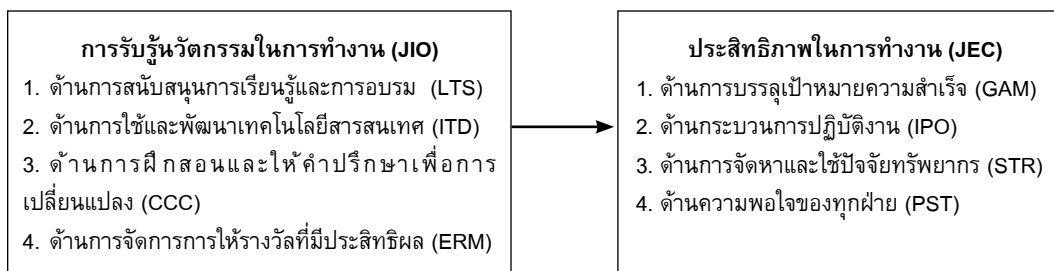 การรับรู้นวัตกรรมในการทำงาน (JIO)
1. ด้านการสนับสนุนการเรียนรู้และการอบรม (LTS)
2. ด้านการใช้และพัฒนาเทคโนโลยีสารสนเทศ (ITD)
3. ด้านการฝึกสอนและให้คำปรึกษาเพื่อการ
เปลี่ยนแปลง (CCC)
4. ด้านการจัดการการให้รางวัลที่มีประสิทธิผล (ERM)
ประสิทธิภาพในการทำงาน (JEC)
1. ด้านการบรรลุเป้าหมายความสำเร็จ (GAM)
2. ด้านกระบวนการปฏิบัติงาน (IPO)
3. ด้านการจัดหาและใช้ปัจจัยทรัพยากร (STR)
4. ด้านความพอใจของทุกฝ่าย (PST)